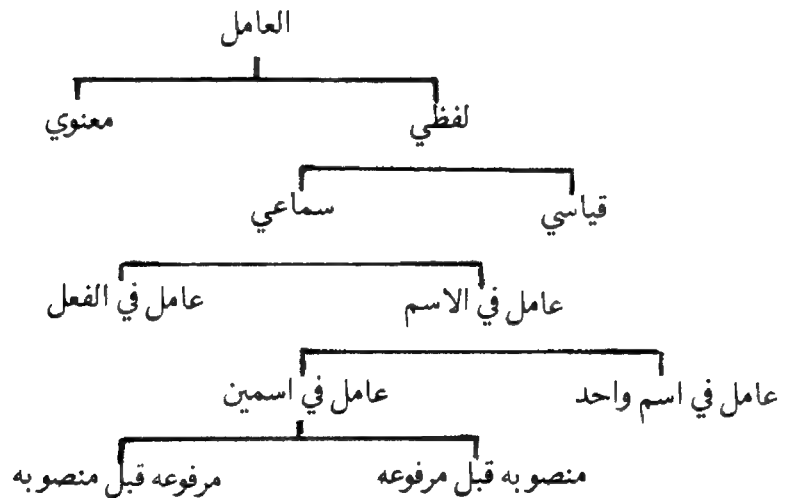 العامل
لفظي معنوي
قياسي سماعي
عامل في الاسم عامل في الفعل
عامل في اسم واحد عامل في اسمين
منصوبه قبل مرفوعه مرفوعه قبل منصوبه